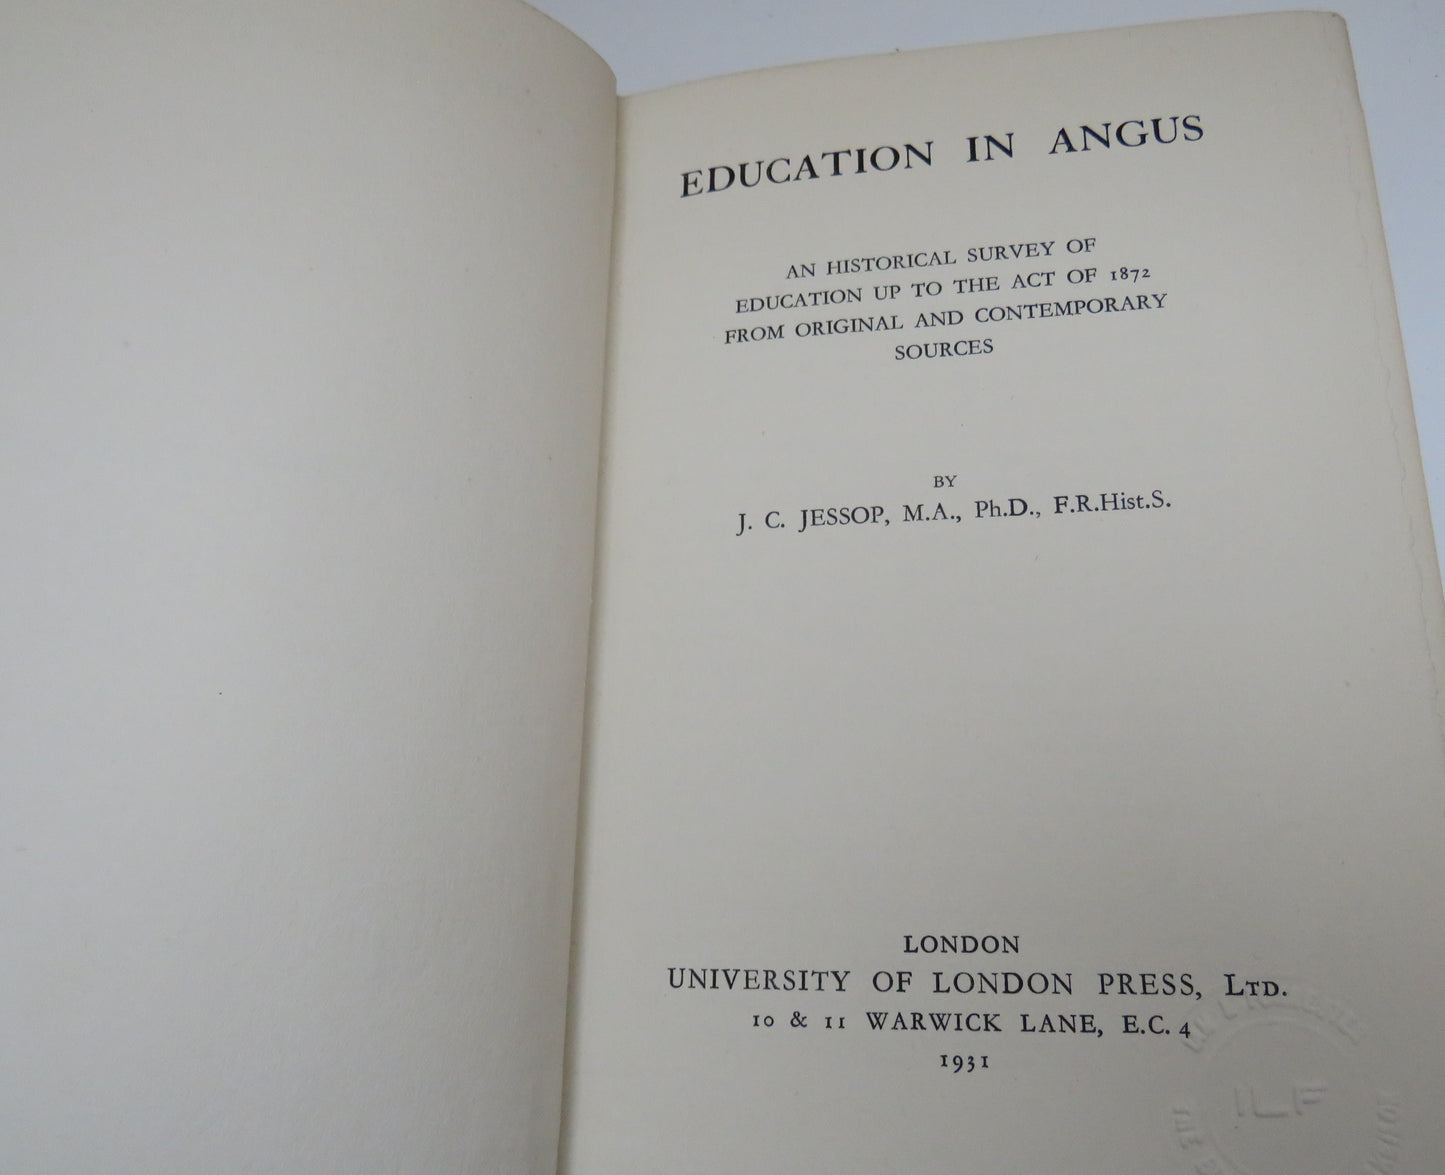 EDUCATION IN ANGUS
AN HISTORICAL SURVEY OF
EDUCATION UP TO THE ACT OF 1872
FROM ORIGINAL AND CONTEMPORARY
SOURCES
BY
J. C. JESSOP, M.A., Ph.D., F.R.Hist.S.
LONDON
UNIVERSITY OF LONDON PRESS, LTD.
10 & 11 WARWICK LANE, E.C. 4
1931
ILF
THE